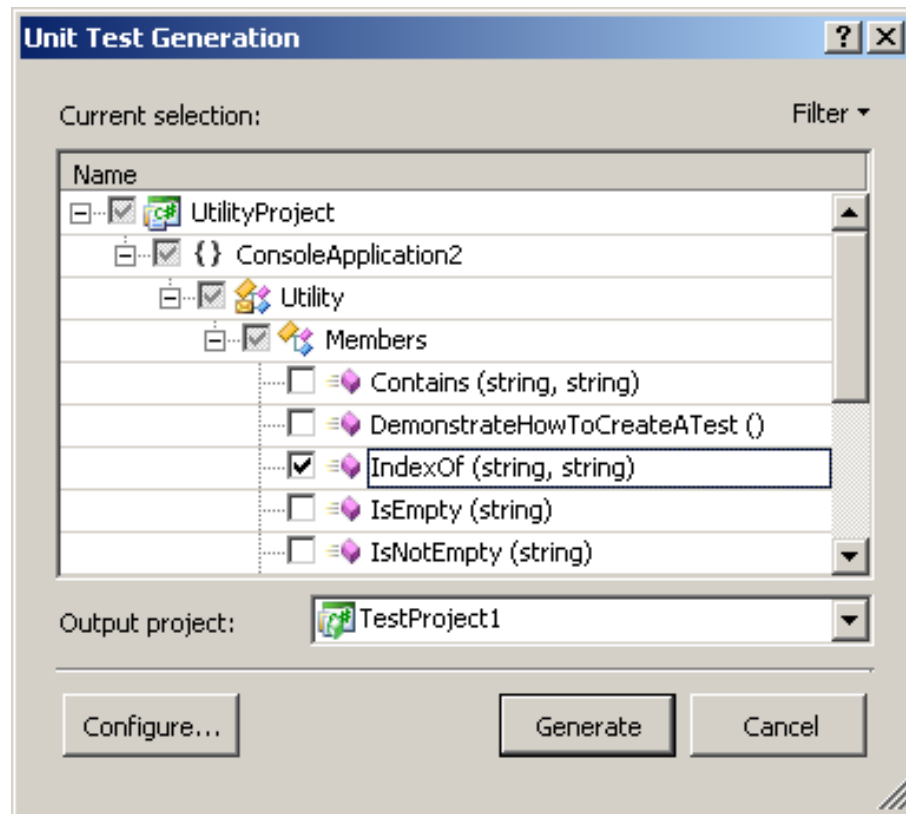 Unit Test Generation
Current selection:
Filter
Name
UtilityProject
{} ConsoleApplication2
Utility
Members
Contains (string, string)
DemonstrateHowToCreateATest ()
IndexOf (string, string)
IsEmpty (string)
IsNotEmpty (string)
Output project:
TestProject1
Configure...
Generate
Cancel